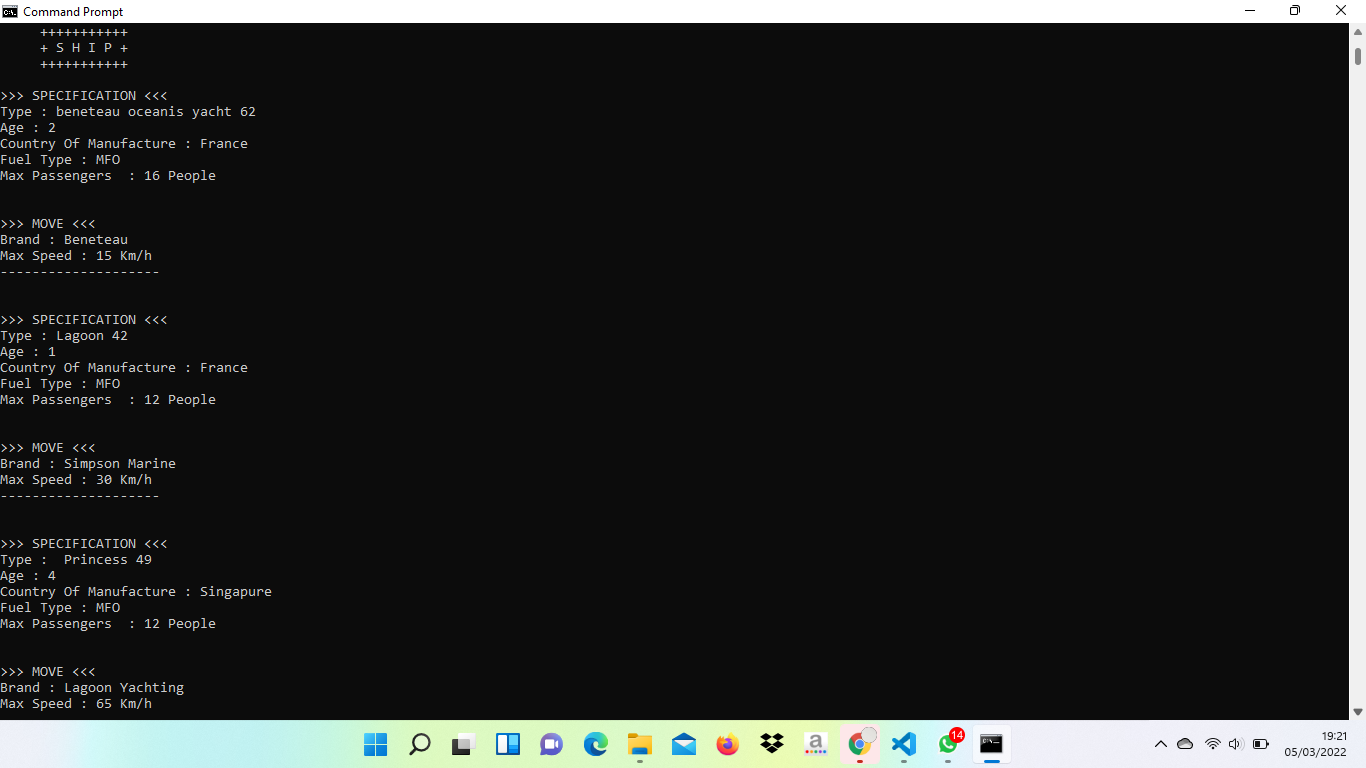 Command Prompt
+++++++++++
+ S H I P +
+++++++++++
>>> SPECIFICATION <<<
Type : beneteau oceanis yacht 62
Age : 2
Country Of Manufacture : France
Fuel Type : MFO
Max Passengers  : 16 People
>>> MOVE <<<
Brand : Beneteau
Max Speed : 15 Km/h
--------------------
>>> SPECIFICATION <<<
Type : Lagoon 42
Age : 1
Country Of Manufacture : France
Fuel Type : MFO
Max Passengers  : 12 People
>>> MOVE <<<
Brand : Simpson Marine
Max Speed : 30 Km/h
--------------------
>>> SPECIFICATION <<<
Type :  Princess 49
Age : 4
Country Of Manufacture : Singapure
Fuel Type : MFO
Max Passengers  : 12 People
>>> MOVE <<<
Brand : Lagoon Yachting
Max Speed : 65 Km/h
14
19:21
05/03/2022